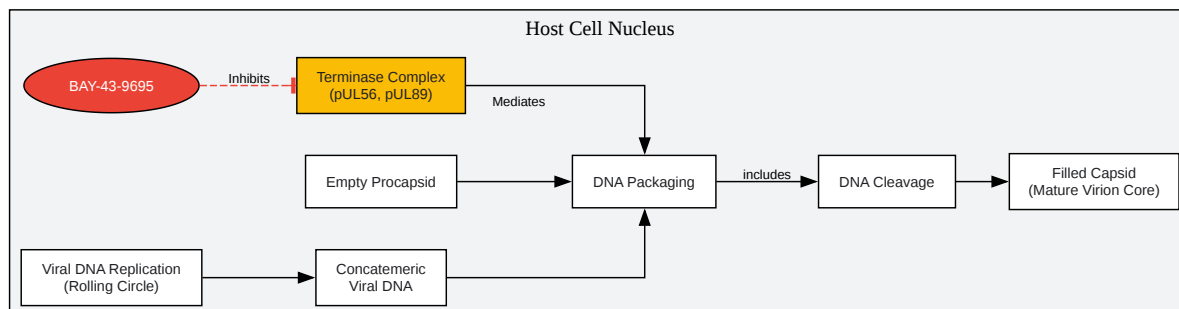 Host Cell Nucleus
BAY-43-9695
Inhibits
Terminase Complex
(pUL56, pUL89)
Mediates
Empty Procapsid
DNA Packaging
includes
DNA Cleavage
Filled Capsid
(Mature Virion Core)
Viral DNA Replication
(Rolling Circle)
Concatemeric
Viral DNA